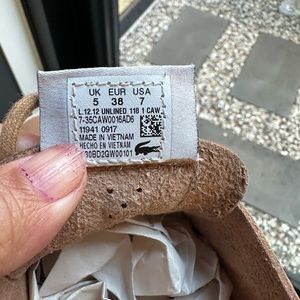 UK EUR USA
5 38 7
L.12.12 UNLINED 118 1 CAW
7-35CAW0016AD6
11941 0917
MADE IN VIETNAM
HECHO EN VIETNAM